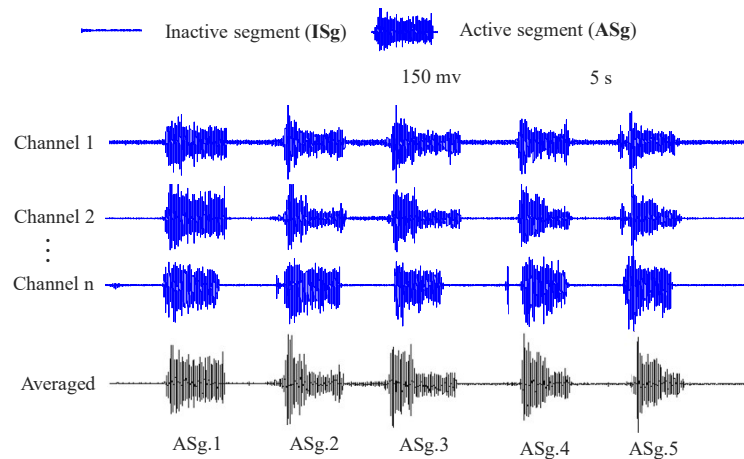 Inactive segment (ISg) Active segment (ASg)
150 mv 5 s
Channel 1
Channel 2
⋮
Channel n
Averaged
ASg.1 ASg.2 ASg.3 ASg.4 ASg.5